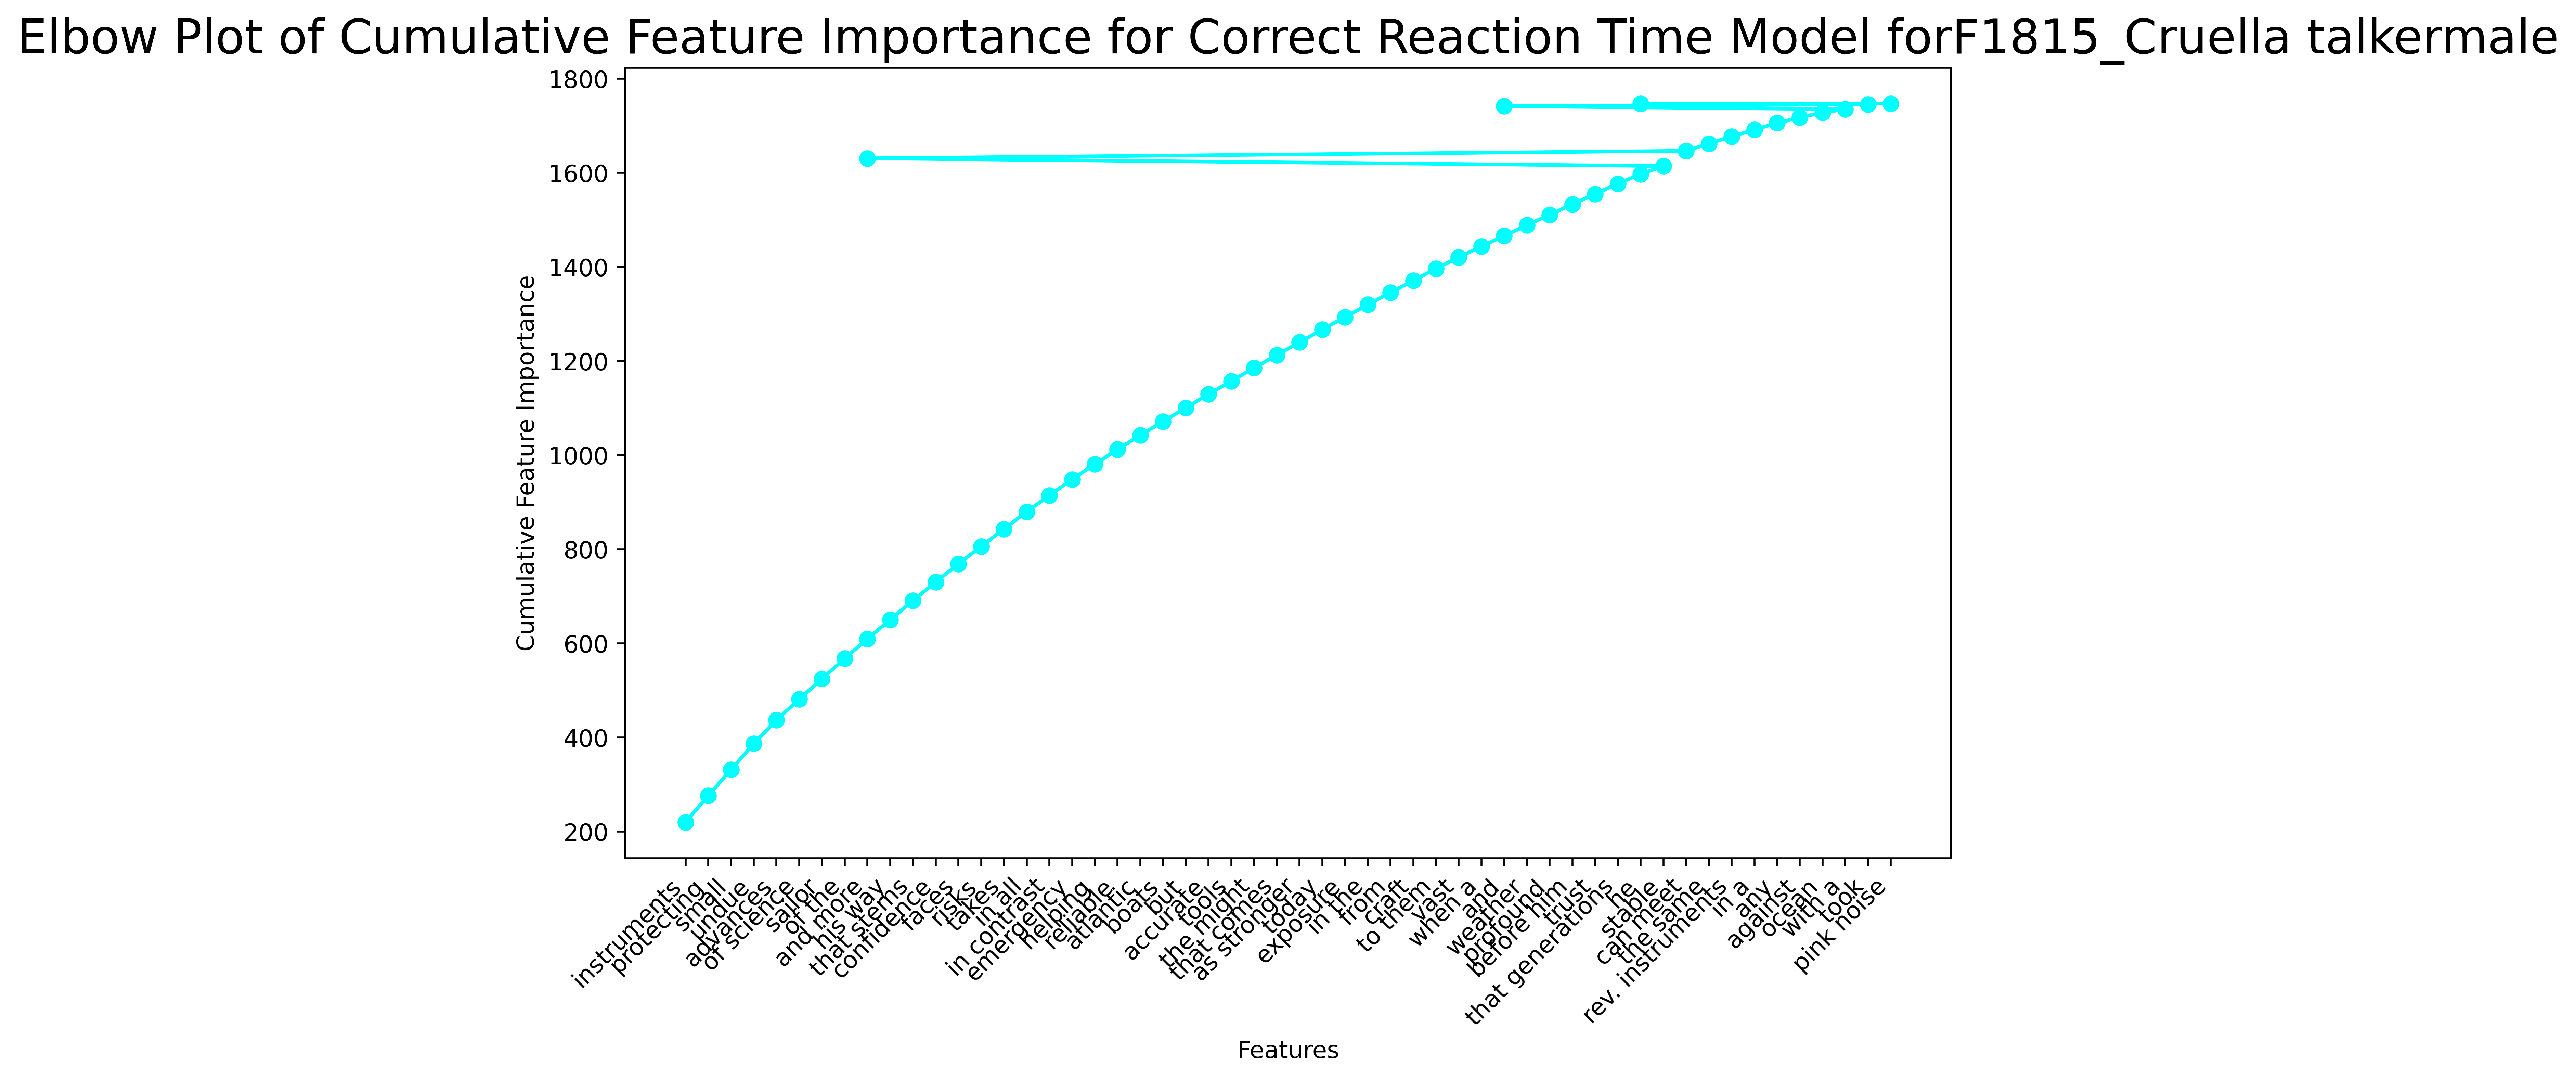 Elbow Plot of Cumulative Feature Importance for Correct Reaction Time Model forF1815_Cruella talkermale
1800
1600
1400
1200
1000
800
600
400
200
Cumulative Feature Importance
instruments
protecting
small
undue
advances
of science
sailor
of the
and more
his way
that stems
confidence
faces
risks
takes
in all
in contrast
emergency
helping
reliable
atlantic
boats
but
accurate
tools
the might
that comes
as stronger
today
exposure
in the
from
craft
to them
vast
when a
and
weather
profound
before him
trust
that generations
he
stable
can meet
the same
rev. instruments
in a
any
against
ocean
with a
took
pink noise
Features